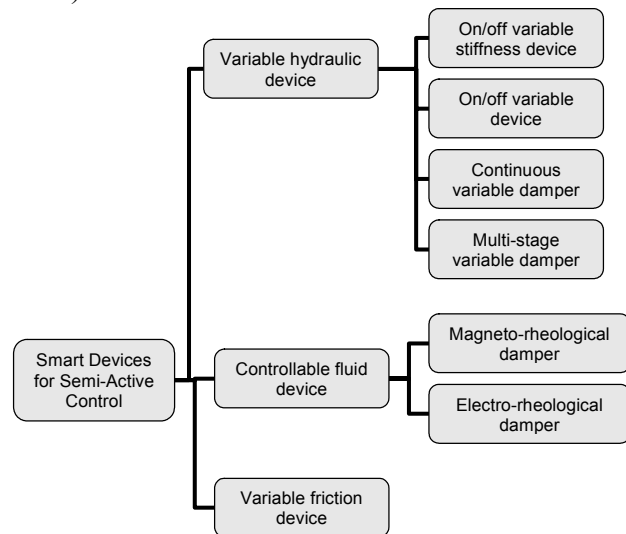 On/off variable
stiffness device
Variable hydraulic
device
On/off variable
device
Continuous
variable damper
Multi-stage
variable damper
Smart Devices
for Semi-Active
Control
Controllable fluid
device
Magneto-rheological
damper
Electro-rheological
damper
Variable friction
device